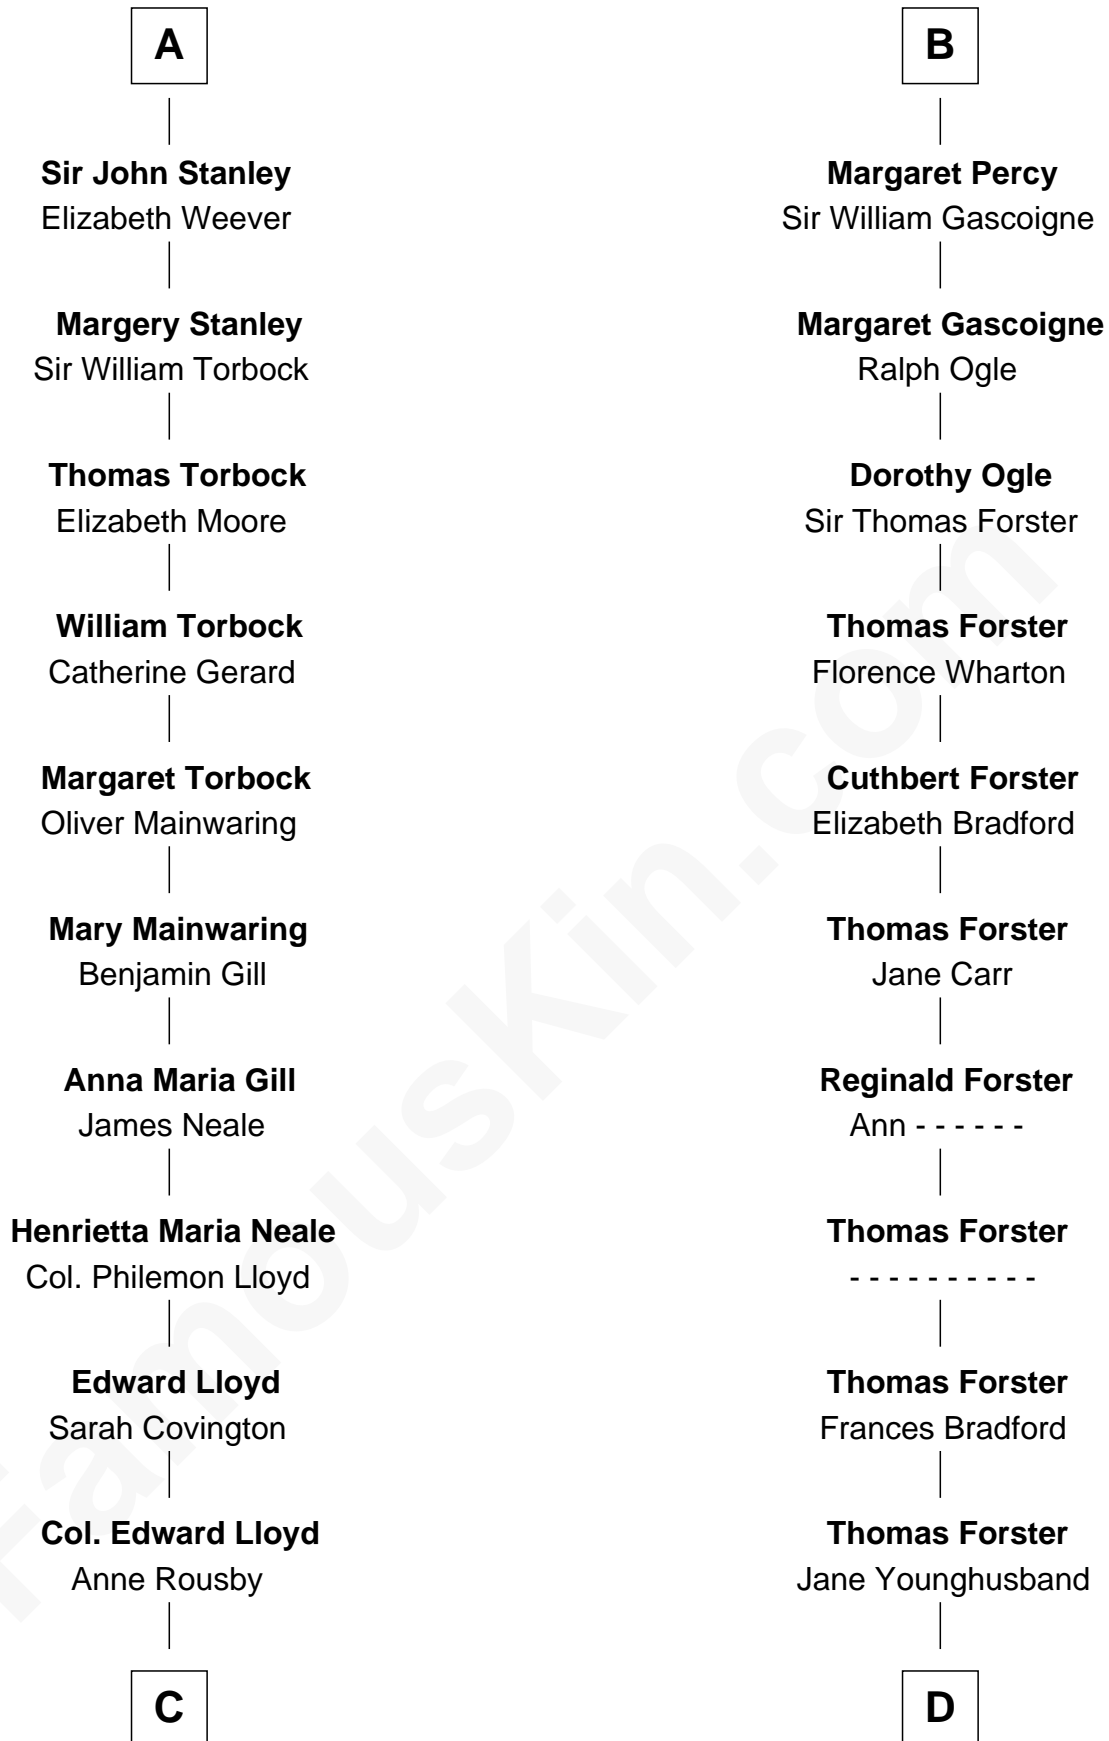 A
Sir John Stanley
Elizabeth Weever
Margery Stanley
Sir William Torbock
Thomas Torbock
Elizabeth Moore
William Torbock
Catherine Gerard
Margaret Torbock
Oliver Mainwaring
Mary Mainwaring
Benjamin Gill
Anna Maria Gill
James Neale
Henrietta Maria Neale
Col. Philemon Lloyd
Edward Lloyd
Sarah Covington
Col. Edward Lloyd
Anne Rousby
C
B
Margaret Percy
Sir William Gascoigne
Margaret Gascoigne
Ralph Ogle
Dorothy Ogle
Sir Thomas Forster
Thomas Forster
Florence Wharton
Cuthbert Forster
Elizabeth Bradford
Thomas Forster
Jane Carr
Reginald Forster
Ann - - - - - -
Thomas Forster
- - - - - - - - - -
Thomas Forster
Frances Bradford
Thomas Forster
Jane Younghusband
D
FamousKin.com